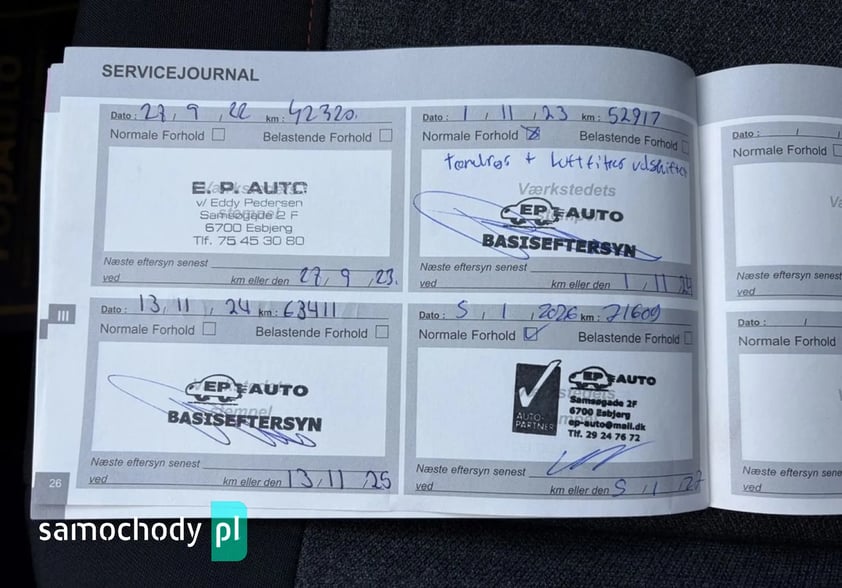 SERVICEJOURNAL
Dato : 27 , 9 , 22 km : 42320.
Normale Forhold Belastende Forhold
E. P. AUTO
v/ Eddy Pedersen
Samsøgade 2 F
6700 Esbjerg
Tlf. 75 45 30 80
Næste eftersyn senest
ved km eller den 27, 9, 23.
Dato : 1 , 11 , 23 km : 52917
Normale Forhold Belastende Forhold
+ luftfilter
Værkstedets
EP AUTO
BASISEFTERSYN
Næste eftersyn senest
ved km eller den 1 , 11 , 24
III
Dato : 13, 11 , 24 km : 63411
Normale Forhold Belastende Forhold
EP AUTO
Stempel
BASISEFTERSYN
Næste eftersyn senest
ved km eller den 13, 11 , 25
Dato : 5 , 1 , 2026 km : 71609
Normale Forhold Belastende Forhold
AUTO-
PARTNER
EP AUTO
Samsøgade 2F
6700 Esbjerg
ep-auto@mail.dk
Tlf. 29 24 76 72
Næste eftersyn senest
ved km eller den 5 , 1 , 27
26
Dato : / /
Normale Forhold
Næste eftersyn senest
ved
Dato : /
Normale Forhold
Næste eftersyn sene
ved
samochody pl